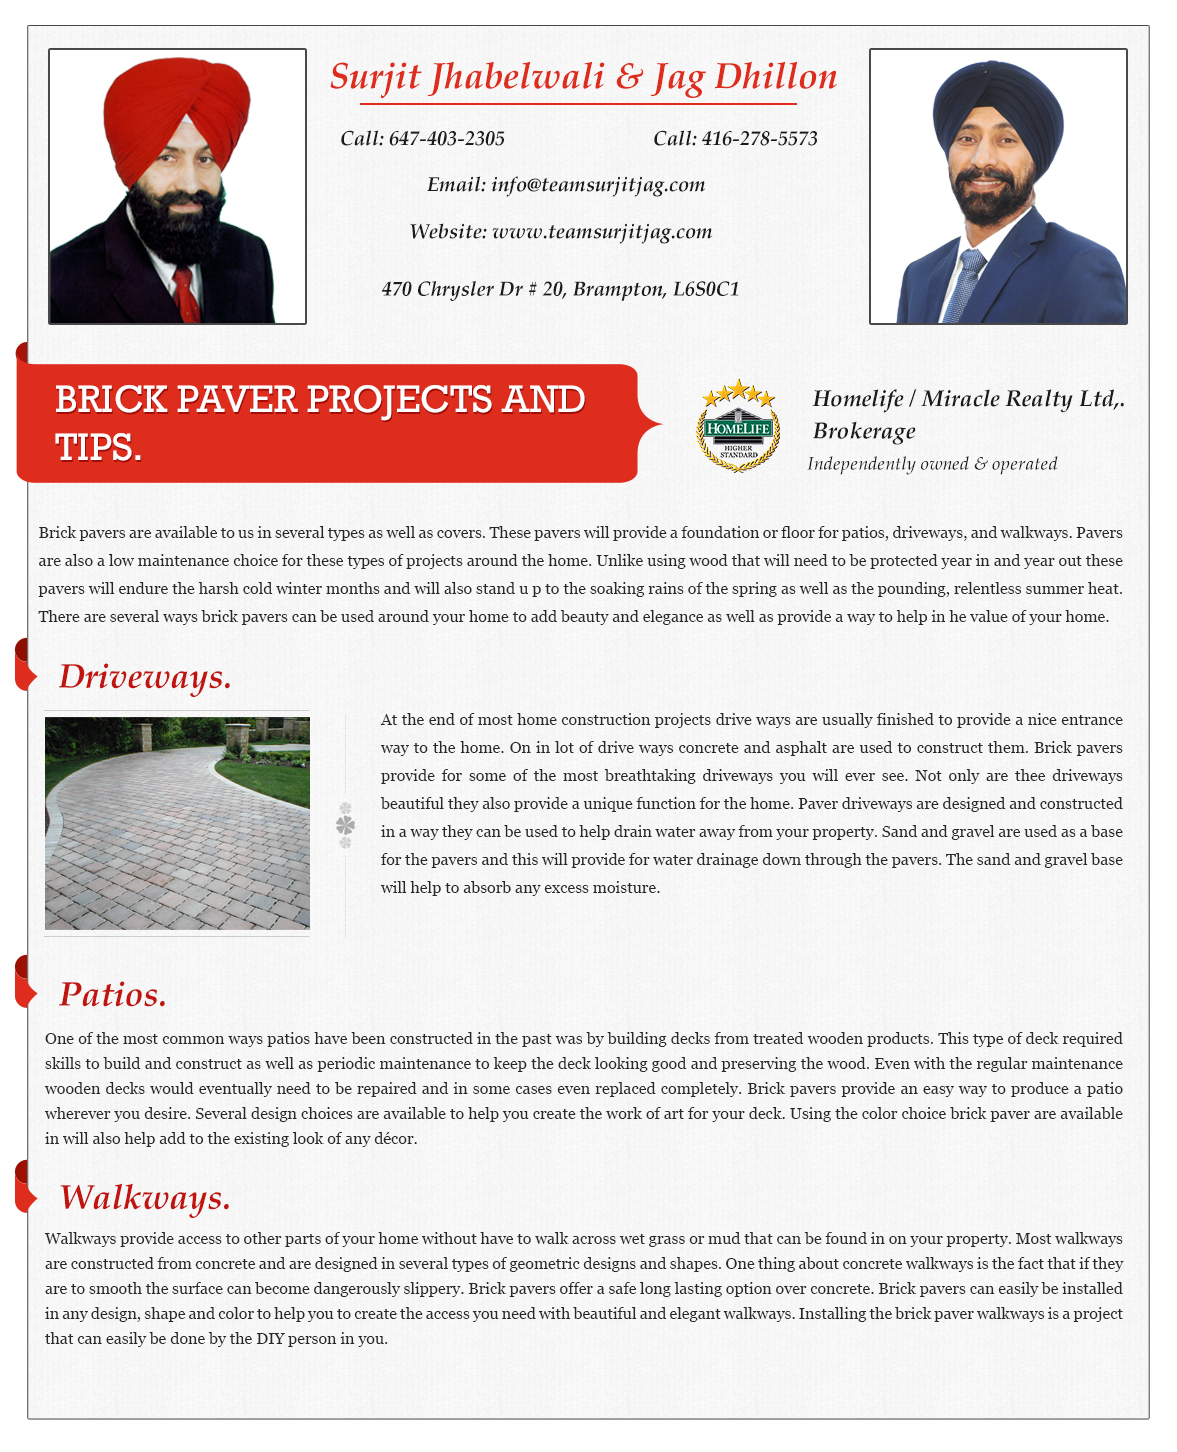 Surjit Jhabelwali & Jag Dhillon
Call: 647-403-2305
Call: 416-278-5573
Email: info@teamsurjitjag.com
Website: www.teamsurjitjag.com
470 Chrysler Dr # 20, Brampton, L6S0C1
BRICK PAVER PROJECTS AND
TIPS.
HOMELIFE
HIGHER
STANDARD
Homelife / Miracle Realty Ltd,.
Brokerage
Independently owned & operated
Brick pavers are available to us in several types as well as covers. These pavers will provide a foundation or floor for patios, driveways, and walkways. Pavers
are also a low maintenance choice for these types of projects around the home. Unlike using wood that will need to be protected year in and year out these
pavers will endure the harsh cold winter months and will also stand u p to the soaking rains of the spring as well as the pounding, relentless summer heat.
There are several ways brick pavers can be used around your home to add beauty and elegance as well as provide a way to help in he value of your home.
Driveways.
At the end of most home construction projects drive ways are usually finished to provide a nice entrance
way to the home. On in lot of drive ways concrete and asphalt are used to construct them. Brick pavers
provide for some of the most breathtaking driveways you will ever see. Not only are thee driveways
beautiful they also provide a unique function for the home. Paver driveways are designed and constructed
in a way they can be used to help drain water away from your property. Sand and gravel are used as a base
for the pavers and this will provide for water drainage down through the pavers. The sand and gravel base
will help to absorb any excess moisture.
Patios.
One of the most common ways patios have been constructed in the past was by building decks from treated wooden products. This type of deck required
skills to build and construct as well as periodic maintenance to keep the deck looking good and preserving the wood. Even with the regular maintenance
wooden decks would eventually need to be repaired and in some cases even replaced completely. Brick pavers provide an easy way to produce a patio
wherever you desire. Several design choices are available to help you create the work of art for your deck. Using the color choice brick paver are available
in will also help add to the existing look of any décor.
Walkways.
Walkways provide access to other parts of your home without have to walk across wet grass or mud that can be found in on your property. Most walkways
are constructed from concrete and are designed in several types of geometric designs and shapes. One thing about concrete walkways is the fact that if they
are to smooth the surface can become dangerously slippery. Brick pavers offer a safe long lasting option over concrete. Brick pavers can easily be installed
in any design, shape and color to help you to create the access you need with beautiful and elegant walkways. Installing the brick paver walkways is a project
that can easily be done by the DIY person in you.